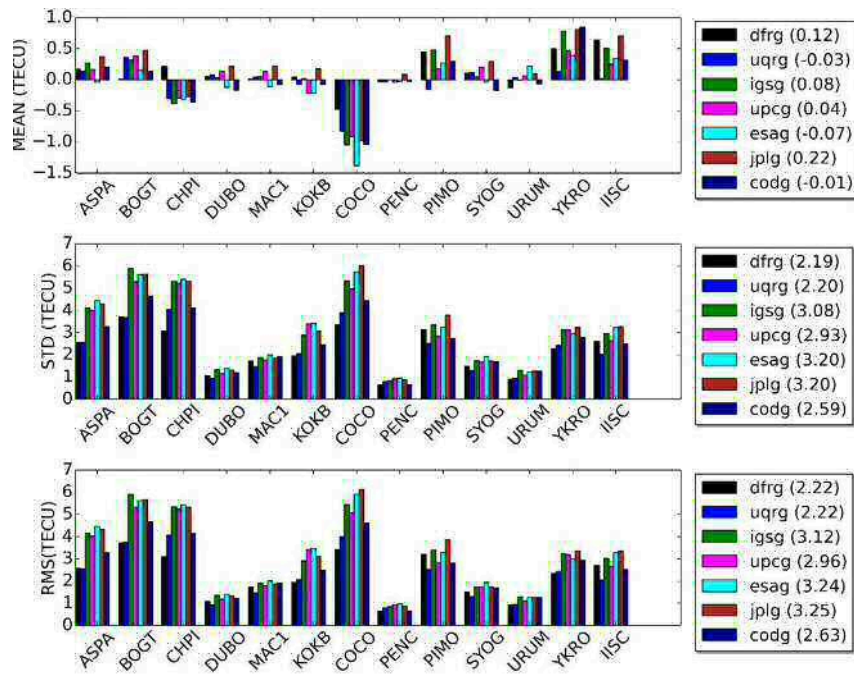 MEAN (TECU)
1.0
0.5
0.0
−0.5
−1.0
−1.5
ASPA BOGT CHPI DUBO MAC1 KOKB COCO PENC PIMO SYOG URUM YKRO IISC
dfrg (0.12)
uqrg (-0.03)
igsg (0.08)
upcg (0.04)
esag (-0.07)
jplg (0.22)
codg (-0.01)
STD (TECU)
7
6
5
4
3
2
1
0
ASPA BOGT CHPI DUBO MAC1 KOKB COCO PENC PIMO SYOG URUM YKRO IISC
dfrg (2.19)
uqrg (2.20)
igsg (3.08)
upcg (2.93)
esag (3.20)
jplg (3.20)
codg (2.59)
RMS(TECU)
7
6
5
4
3
2
1
0
ASPA BOGT CHPI DUBO MAC1 KOKB COCO PENC PIMO SYOG URUM YKRO IISC
dfrg (2.22)
uqrg (2.22)
igsg (3.12)
upcg (2.96)
esag (3.24)
jplg (3.25)
codg (2.63)